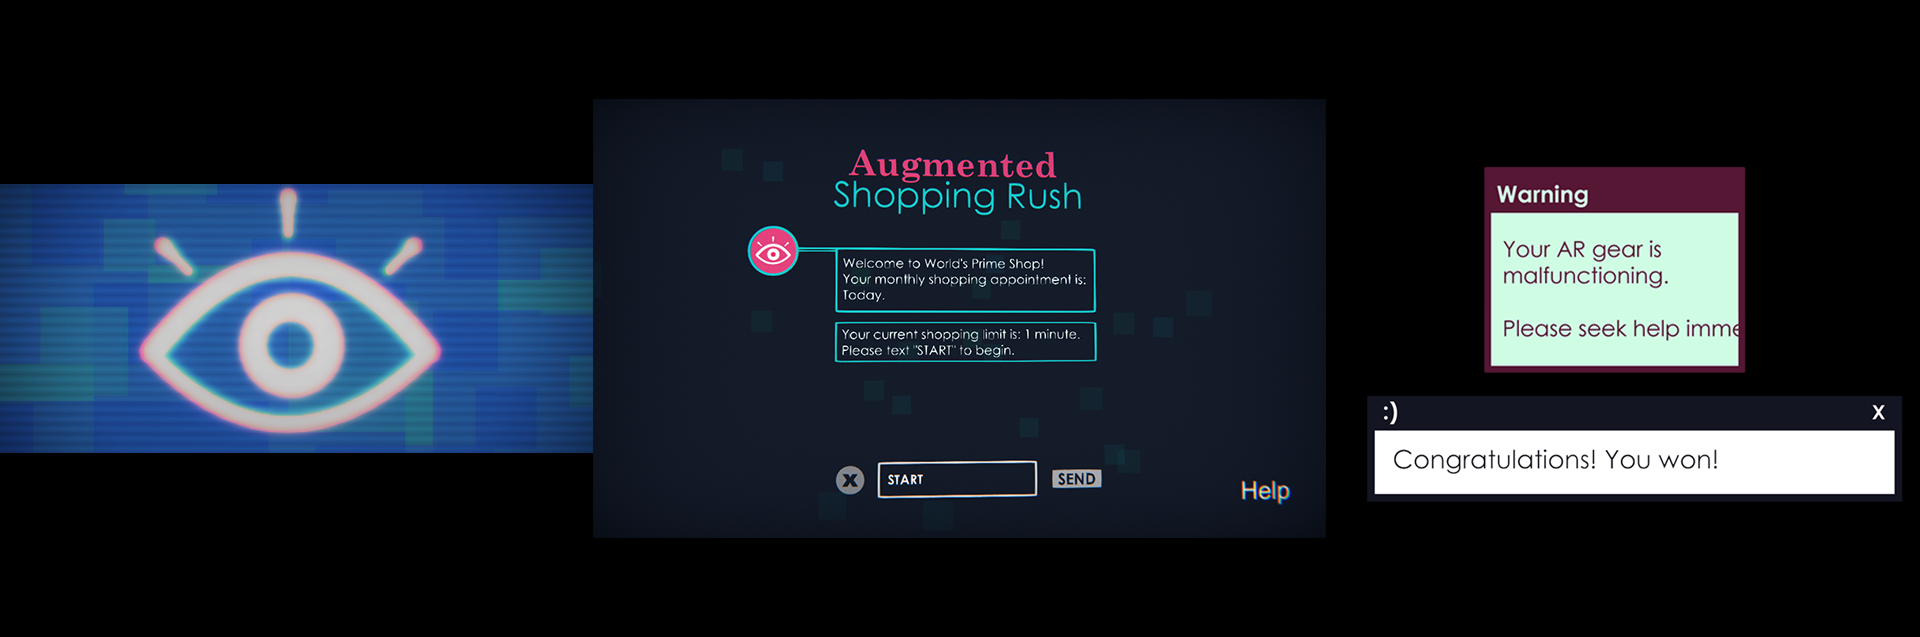 Augmented
Shopping Rush
Welcome to World's Prime Shop!
Your monthly shopping appointment is:
Today.
Your current shopping limit is: 1 minute.
Please text "START" to begin.
X
START
SEND
Help
Warning
Your AR gear is
malfunctioning.
Please seek help imme
:)
X
Congratulations! You won!